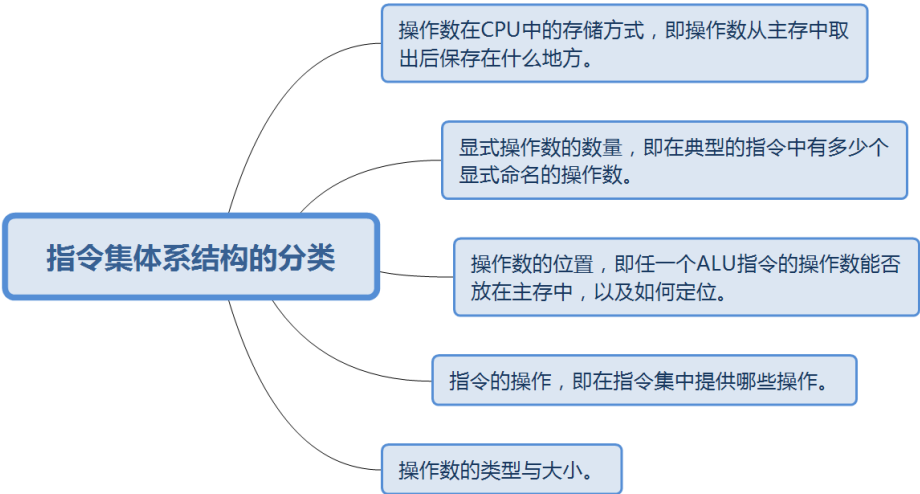 操作数在CPU中的存储方式，即操作数从主存中取
出后保存在什么地方。
显式操作数的数量，即在典型的指令中有多少个
显式命名的操作数。
指令集体系结构的分类
操作数的位置，即任一个ALU指令的操作数能否
放在主存中，以及如何定位。
指令的操作，即在指令集中提供哪些操作。
操作数的类型与大小。